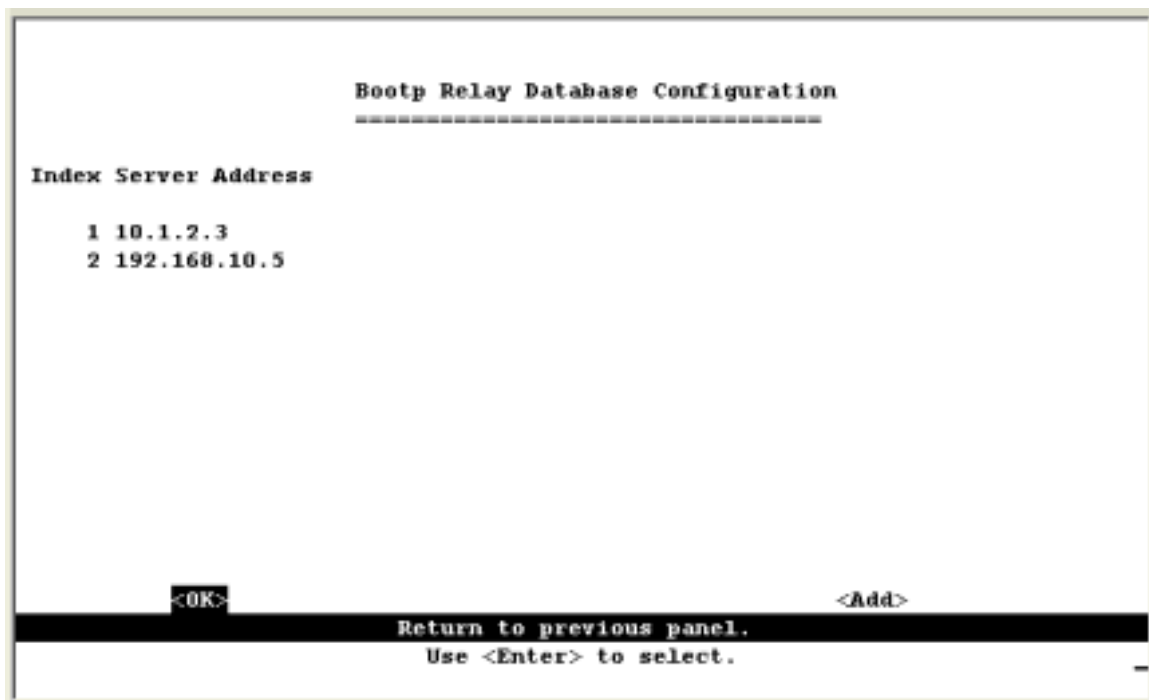 Bootp Relay Database Configuration
=================================
Index Server Address
1 10.1.2.3
2 192.168.10.5
<OK> <Add>
Return to previous panel.
Use <Enter> to select.